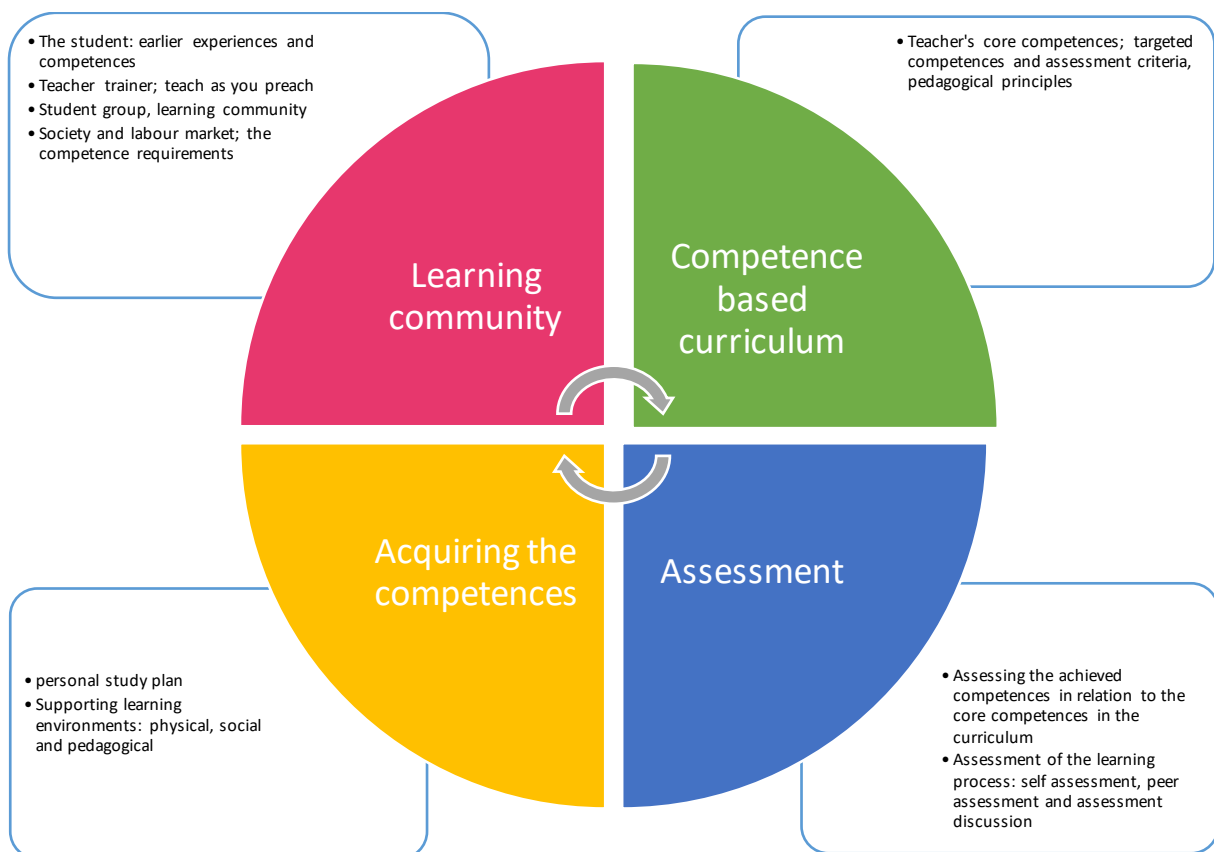 • The student: earlier experiences and
competences
• Teacher trainer; teach as you preach
• Student group, learning community
• Society and labour market; the
competence requirements
• Teacher's core competences; targeted
competences and assessment criteria,
pedagogical principles
Learning
community
Competence
based
curriculum
Acquiring the
competences
Assessment
• personal study plan
• Supporting learning
environments: physical, social
and pedagogical
• Assessing the achieved
competences in relation to the
core competences in the
curriculum
• Assessment of the learning
process: self assessment, peer
assessment and assessment
discussion